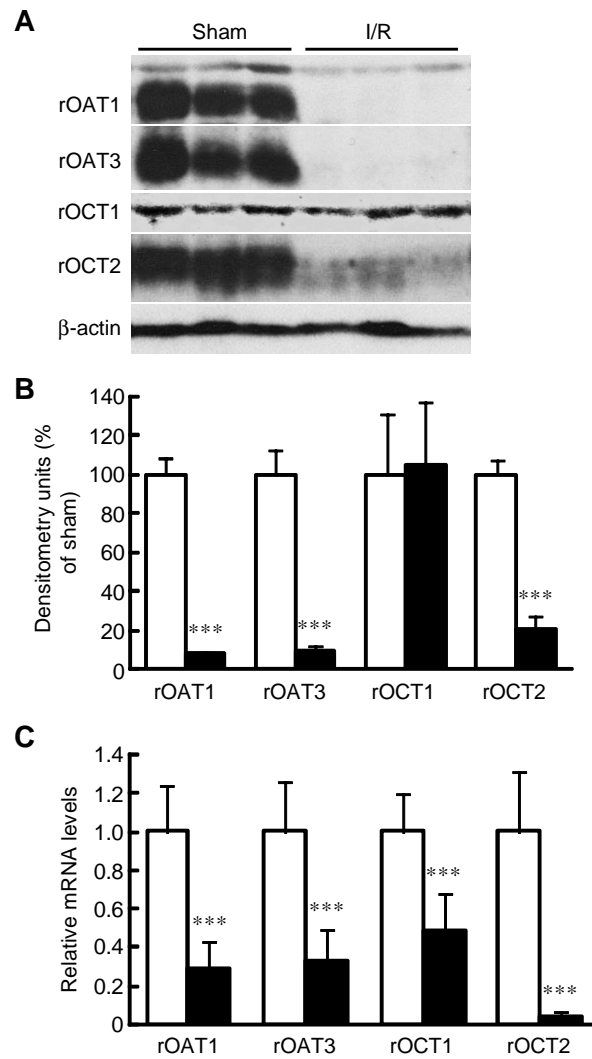 A
Sham I/R
rOAT1
rOAT3
rOCT1
rOCT2
β-actin
B
Densitometry units (%
of sham)
140
120
100
80
60
40
20
0
***
***
***
rOAT1 rOAT3 rOCT1 rOCT2
C
Relative mRNA levels
1.4
1.2
1.0
0.8
0.6
0.4
0.2
0
***
***
***
***
rOAT1 rOAT3 rOCT1 rOCT2